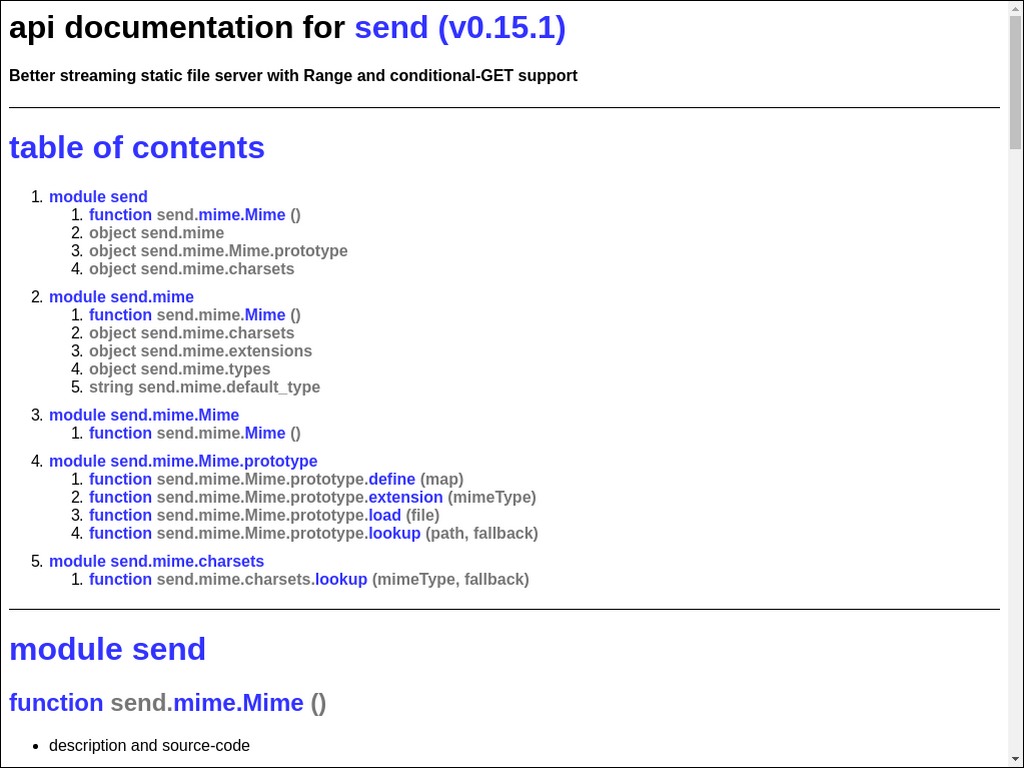 api documentation for send (v0.15.1)
Better streaming static file server with Range and conditional-GET support
table of contents
1. module send
1. function send.mime.Mime ()
2. object send.mime
3. object send.mime.Mime.prototype
4. object send.mime.charsets
2. module send.mime
1. function send.mime.Mime ()
2. object send.mime.charsets
3. object send.mime.extensions
4. object send.mime.types
5. string send.mime.default_type
3. module send.mime.Mime
1. function send.mime.Mime ()
4. module send.mime.Mime.prototype
1. function send.mime.Mime.prototype.define (map)
2. function send.mime.Mime.prototype.extension (mimeType)
3. function send.mime.Mime.prototype.load (file)
4. function send.mime.Mime.prototype.lookup (path, fallback)
5. module send.mime.charsets
1. function send.mime.charsets.lookup (mimeType, fallback)
module send
function send.mime.Mime ()
• description and source-code